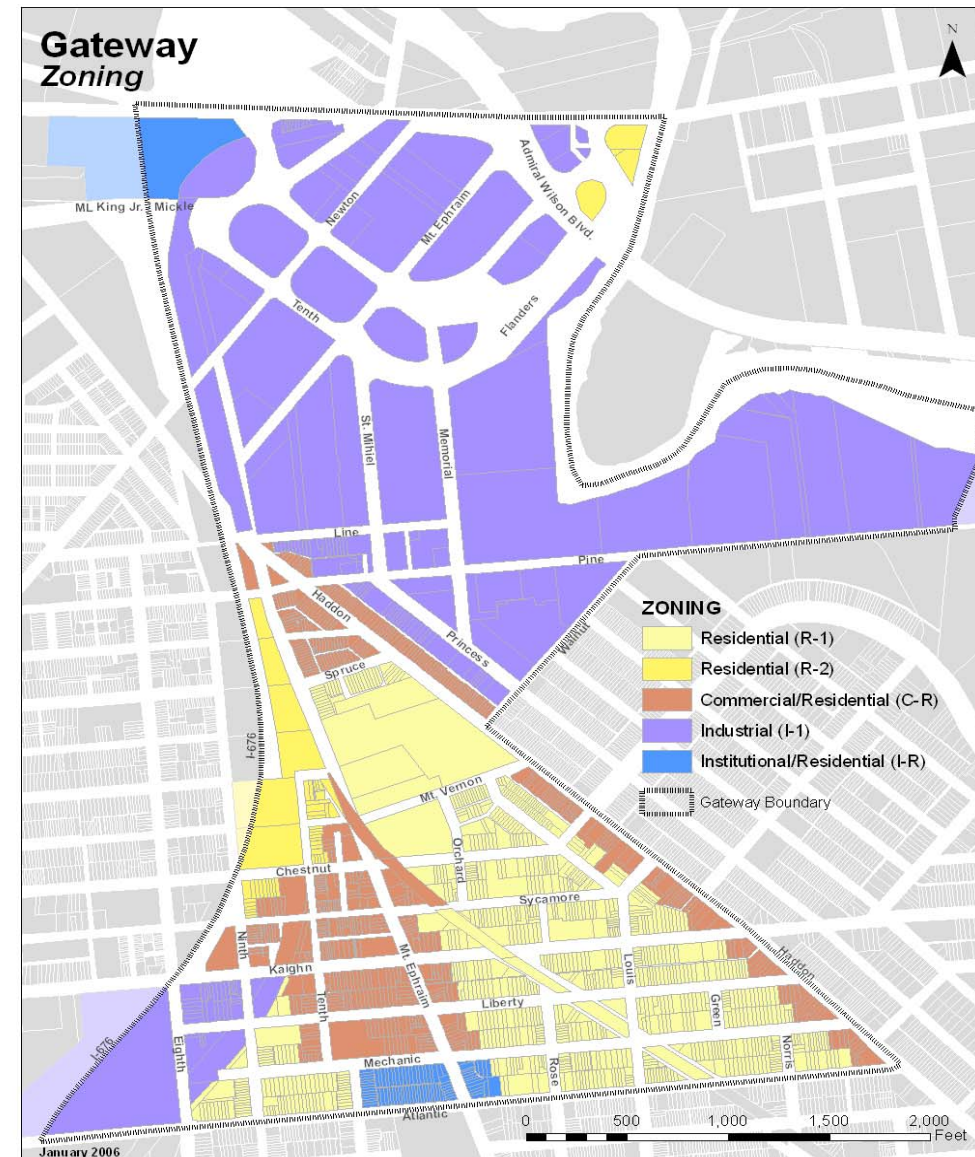 Gateway
Zoning
N
ML King Jr. Mickle
Newton
Mt. Ephraim
Admiral Wilson Blvd.
Tenth
Flanders
St. Mihiel
Memorial
Line
Pine
Haddon
Princess
Walnut
Spruce
I-676
Mt. Vernon
Orchard
Chestnut
Sycamore
Ninth
Kaighn
Tenth
Mt. Ephraim
Louis
Haddon
Liberty
Green
I-676
Eighth
Mechanic
Rose
Norris
Atlantic
ZONING
Residential (R-1)
Residential (R-2)
Commercial/Residential (C-R)
Industrial (I-1)
Institutional/Residential (I-R)
Gateway Boundary
0 500 1,000 1,500 2,000
Feet
January 2006